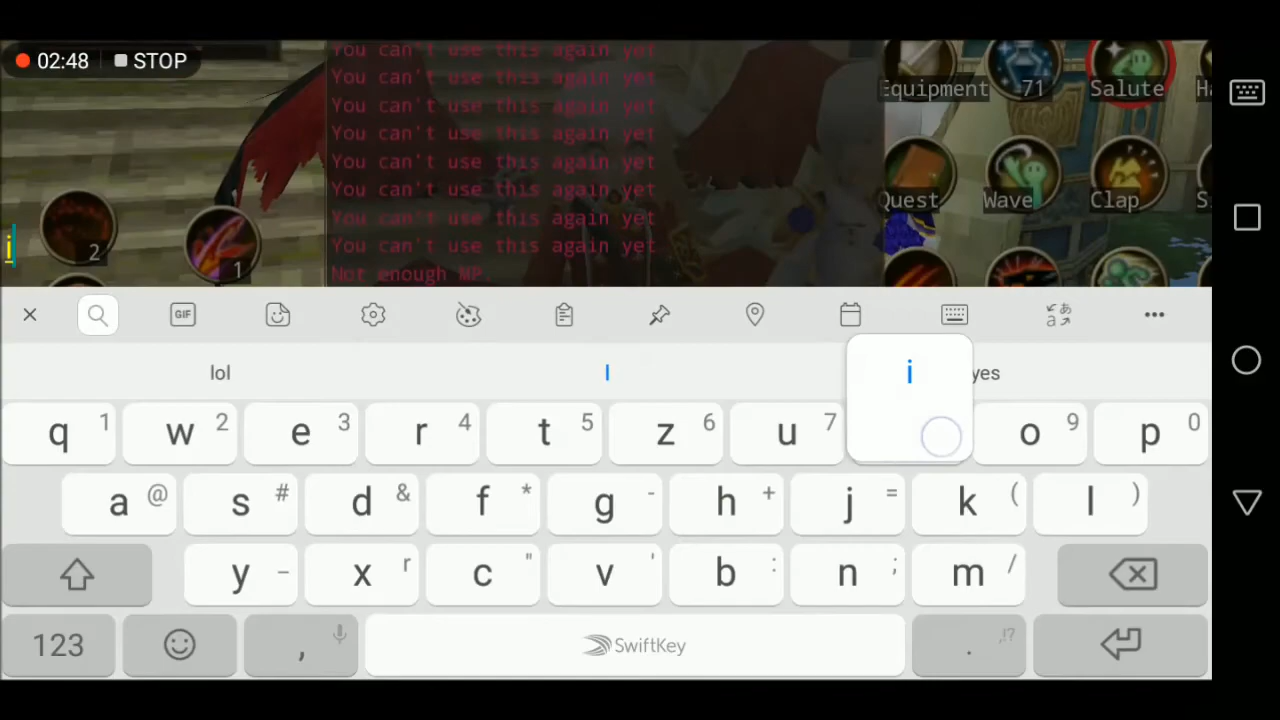 02:48 STOP
You can't use this again yet
You can't use this again yet
You can't use this again yet
You can't use this again yet
You can't use this again yet
You can't use this again yet
You can't use this again yet
You can't use this again yet
Not enough MP.
Equipment 71 Salute
Quest Wave Clap
2
1
i
GIF
lol I yes
i
q 1 w 2 e 3 r 4 t 5 z 6 u 7 o 9 p 0
a @ s # d & f * g - h + j = k ( l )
y _ x r c " v ' b : n ; m /
123 , SwiftKey . ,!?